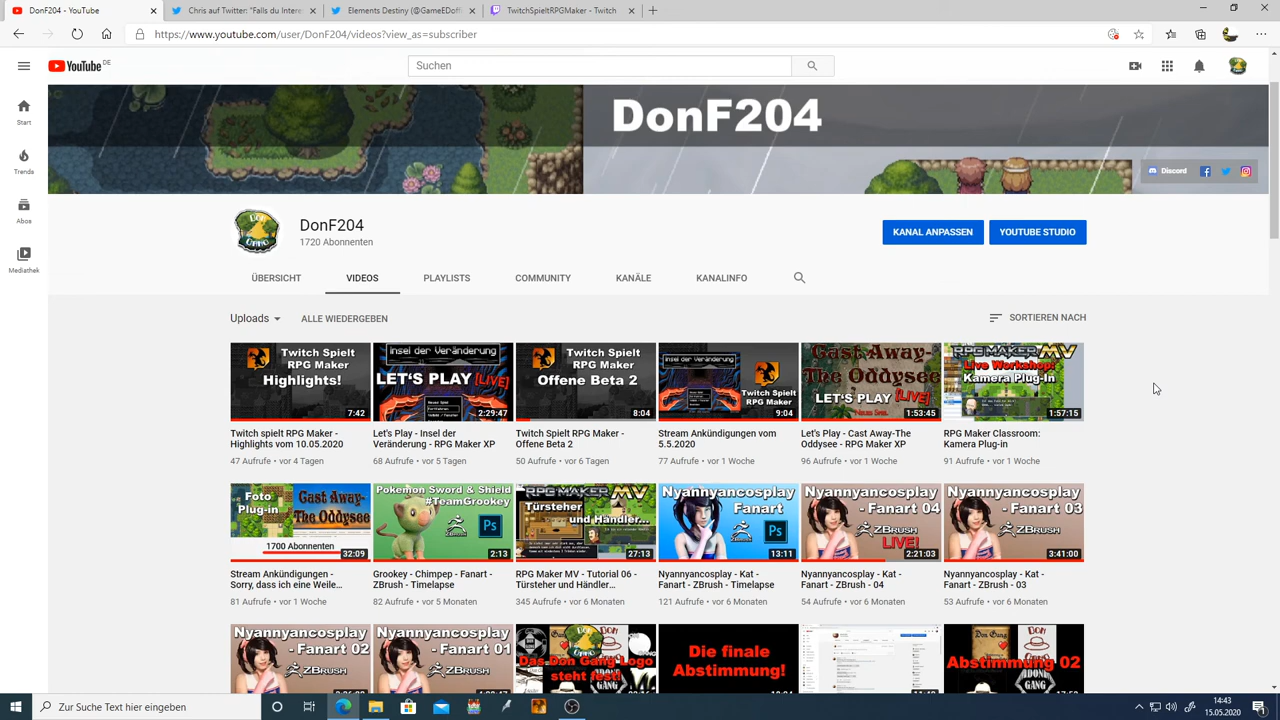 DonF204 - YouTube
Chris auf Twitter: "Falls du Intere
Elements Destiny (@GameEDoffi
TwitchSpieltRPGMaker - Twitch
https://www.youtube.com/user/DonF204/videos?view_as=subscriber
YouTube DE
Suchen
Start
Trends
Abos
Mediathek
DonF204
Discord
DonF204
1720 Abonnenten
KANAL ANPASSEN
YOUTUBE STUDIO
ÜBERSICHT
VIDEOS
PLAYLISTS
COMMUNITY
KANÄLE
KANALINFO
Uploads
ALLE WIEDERGEBEN
SORTIEREN NACH
Twitch Spielt
RPG Maker
Highlights!
7:42
Twitch spielt RPG Maker -
Highlights vom 10.05.2020
47 Aufrufe • vor 4 Tagen
Insel der Veränderung
LET'S PLAY [LIVE]
2:29:47
Let's Play - Insel der
Veränderung - RPG Maker XP
68 Aufrufe • vor 5 Tagen
Twitch Spielt
RPG Maker
Offene Beta 2
8:04
Twitch Spielt RPG Maker -
Offene Beta 2
50 Aufrufe • vor 6 Tagen
Insel der Veränderung
Twitch Spielt
RPG Maker
9:04
Stream Ankündigungen vom
5.5.2020
77 Aufrufe • vor 1 Woche
Cast Away-
The Oddysee
LET'S PLAY [LIVE]
1:53:45
Let's Play - Cast Away-The
Oddysee - RPG Maker XP
96 Aufrufe • vor 1 Woche
RPG MAKER MV
Live Workshop!
Kamera Plug-In
1:57:15
RPG Maker Classroom:
Kamera Plug-in
91 Aufrufe • vor 1 Woche
Foto
Plug-in
Cast Away-
The Oddysee
1700 Abonnenten
32:09
Stream Ankündigungen -
Sorry, dass ich eine Weile...
81 Aufrufe • vor 1 Woche
Pokemon Sword & Shield
#TeamGrookey
ZBRUSH
Ps
2:13
Grookey - Chimpep - Fanart -
ZBrush - Timelapse
82 Aufrufe • vor 5 Monaten
RPG MAKER MV
Türsteher
und Händler...
27:13
RPG Maker MV - Tutorial 06 -
Türsteher und Händler...
345 Aufrufe • vor 6 Monaten
Nyannyancosplay
Fanart
ZBRUSH
Ps
13:11
Nyannyancosplay - Kat -
Fanart - ZBrush - Timelapse
121 Aufrufe • vor 6 Monaten
Nyannyancosplay
- Fanart 04
ZBRUSH
LIVE!
2:21:03
Nyannyancosplay - Kat -
Fanart - ZBrush - 04
54 Aufrufe • vor 6 Monaten
Nyannyancosplay
- Fanart 03
ZBRUSH
3:41:00
Nyannyancosplay - Kat -
Fanart - ZBrush - 03
53 Aufrufe • vor 6 Monaten
Nyannyancosplay
- Fanart 02
ZBRUSH
Nyannyancosplay
- Fanart 01
ZBRUSH
Das Don Gang Logo
steht fest!
Die finale
Abstimmung!
Abstimmung 02
Zur Suche Text hier eingeben
14:43
15.05.2020